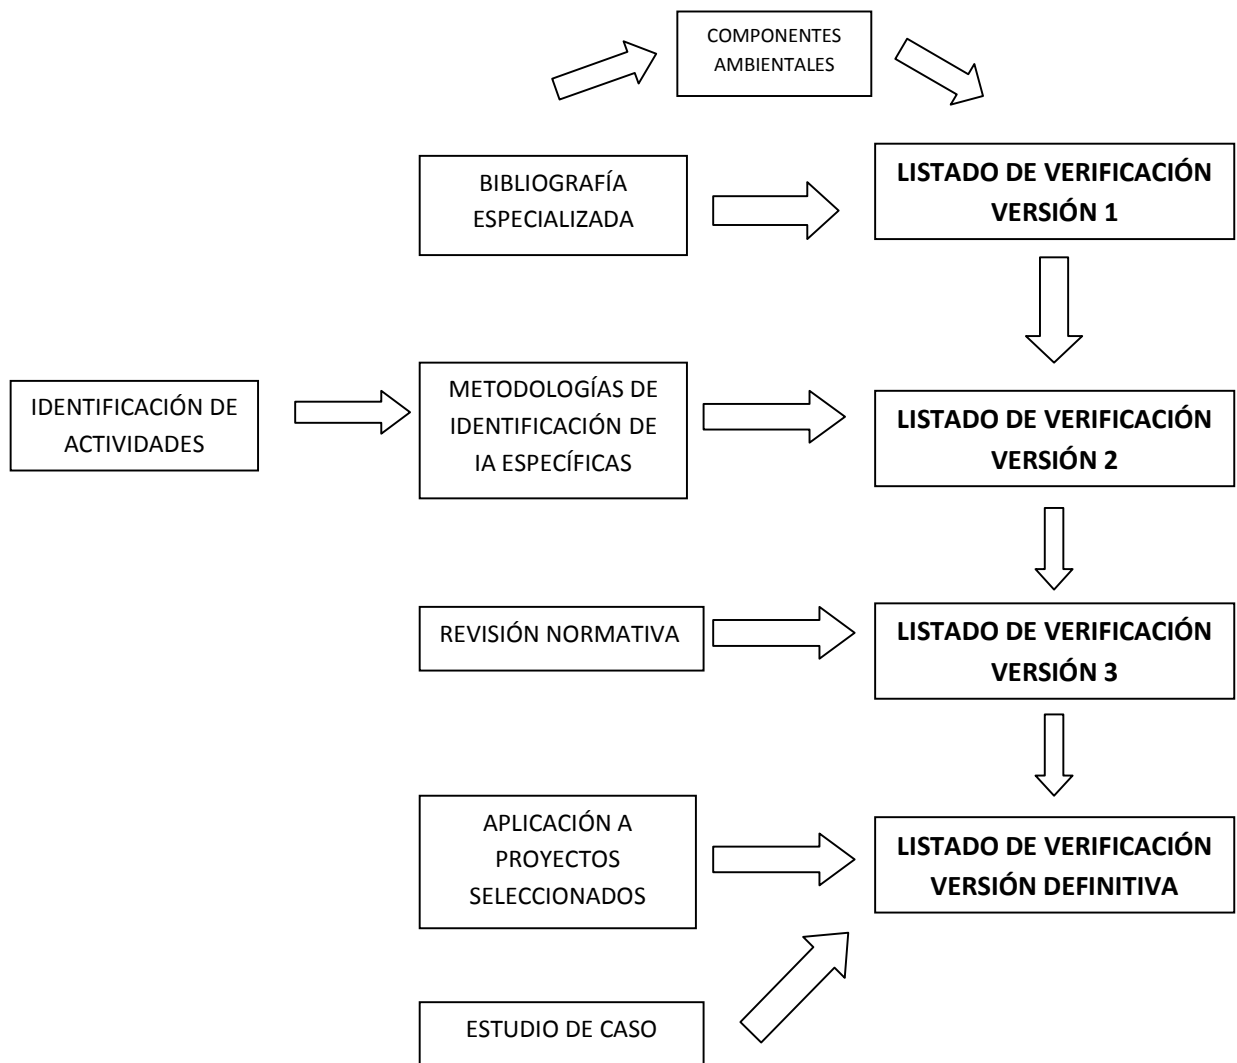 COMPONENTES
AMBIENTALES
BIBLIOGRAFÍA
ESPECIALIZADA
LISTADO DE VERIFICACIÓN
VERSIÓN 1
IDENTIFICACIÓN DE
ACTIVIDADES
METODOLOGÍAS DE
IDENTIFICACIÓN DE
IA ESPECÍFICAS
LISTADO DE VERIFICACIÓN
VERSIÓN 2
REVISIÓN NORMATIVA
LISTADO DE VERIFICACIÓN
VERSIÓN 3
APLICACIÓN A
PROYECTOS
SELECCIONADOS
LISTADO DE VERIFICACIÓN
VERSIÓN DEFINITIVA
ESTUDIO DE CASO